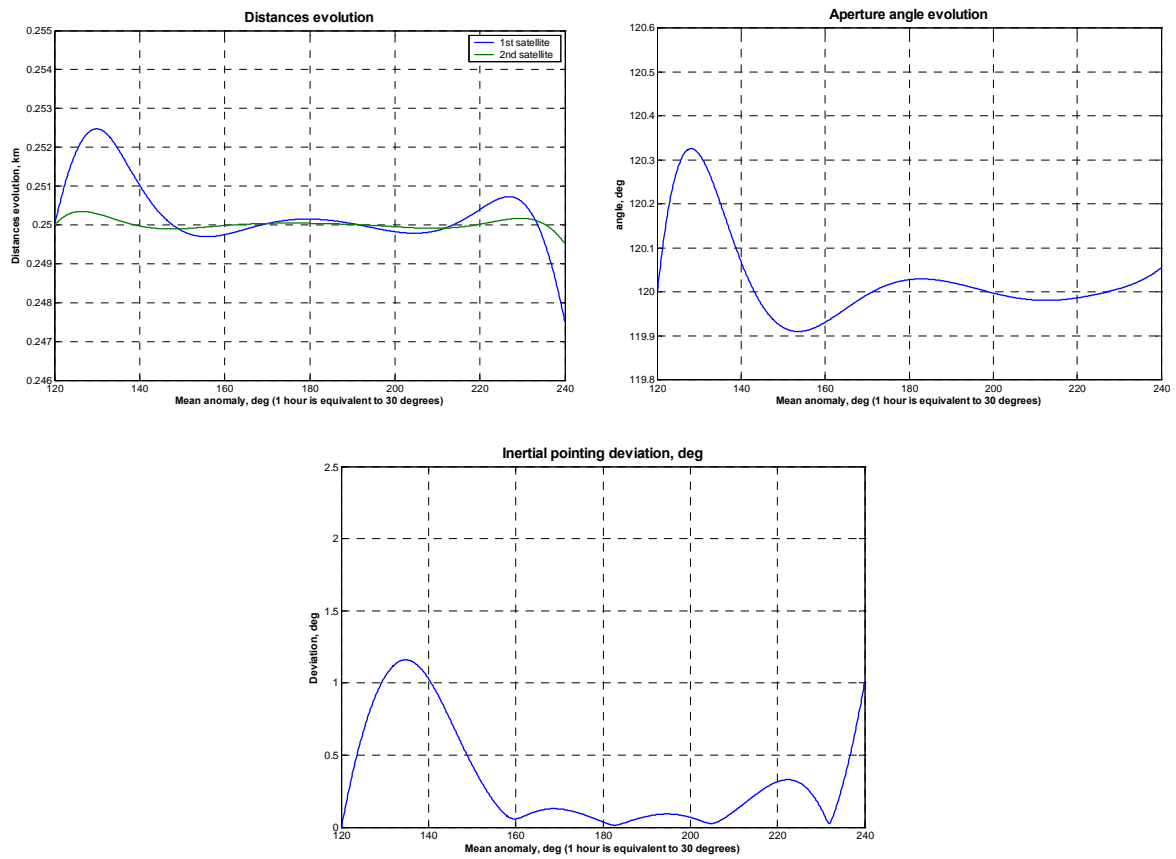 Distances evolution
0.255
0.254
0.253
0.252
0.251
0.25
0.249
0.248
0.247
0.246
Distances evolution, km
1st satellite
2nd satellite
120 140 160 180 200 220 240
Mean anomaly, deg (1 hour is equivalent to 30 degrees)
Aperture angle evolution
120.6
120.5
120.4
120.3
120.2
120.1
120
119.9
119.8
angle, deg
120 140 160 180 200 220 240
Mean anomaly, deg (1 hour is equivalent to 30 degrees)
Inertial pointing deviation, deg
2.5
2
1.5
1
0.5
0
Deviation, deg
120 140 160 180 200 220 240
Mean anomaly, deg (1 hour is equivalent to 30 degrees)